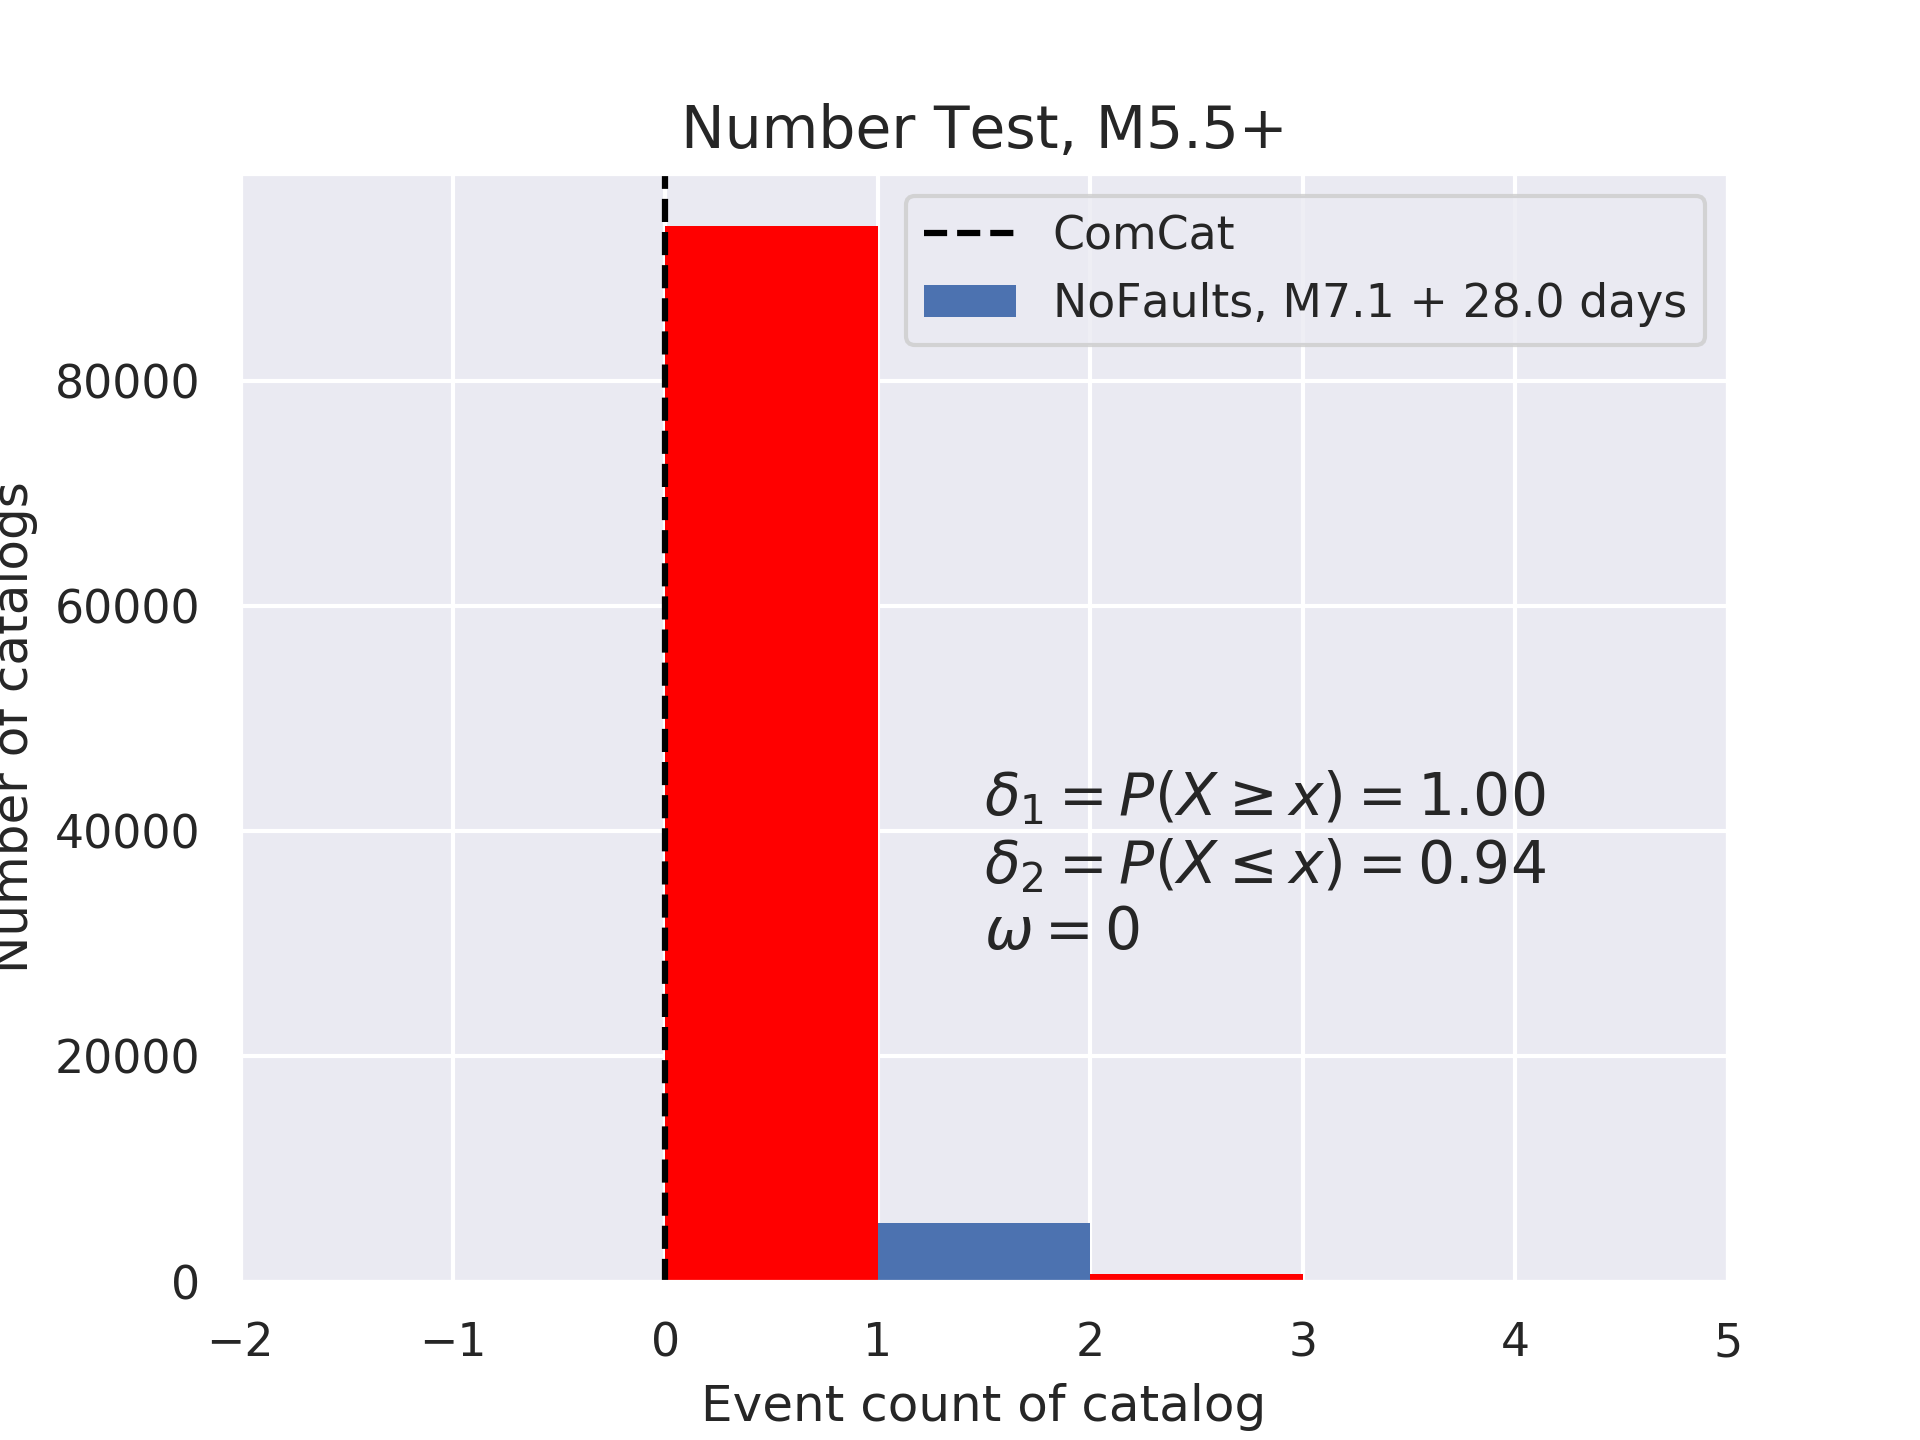 Number Test, M5.5+
ComCat
NoFaults, M7.1 + 28.0 days
80000
60000
40000
20000
0
Number of catalogs
δ₁ = P(X ≥ x) = 1.00
δ₂ = P(X ≤ x) = 0.94
ω = 0
−2 −1 0 1 2 3 4 5
Event count of catalog